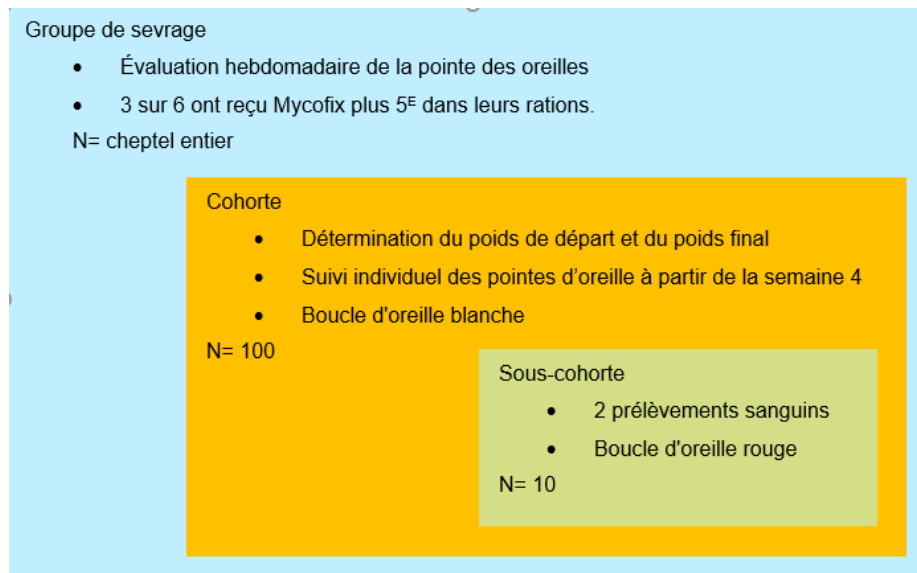 Groupe de sevrage
• Évaluation hebdomadaire de la pointe des oreilles
• 3 sur 6 ont reçu Mycofix plus 5ᴱ dans leurs rations.
N= cheptel entier
Cohorte
• Détermination du poids de départ et du poids final
• Suivi individuel des pointes d’oreille à partir de la semaine 4
• Boucle d'oreille blanche
N= 100
Sous-cohorte
• 2 prélèvements sanguins
• Boucle d'oreille rouge
N= 10